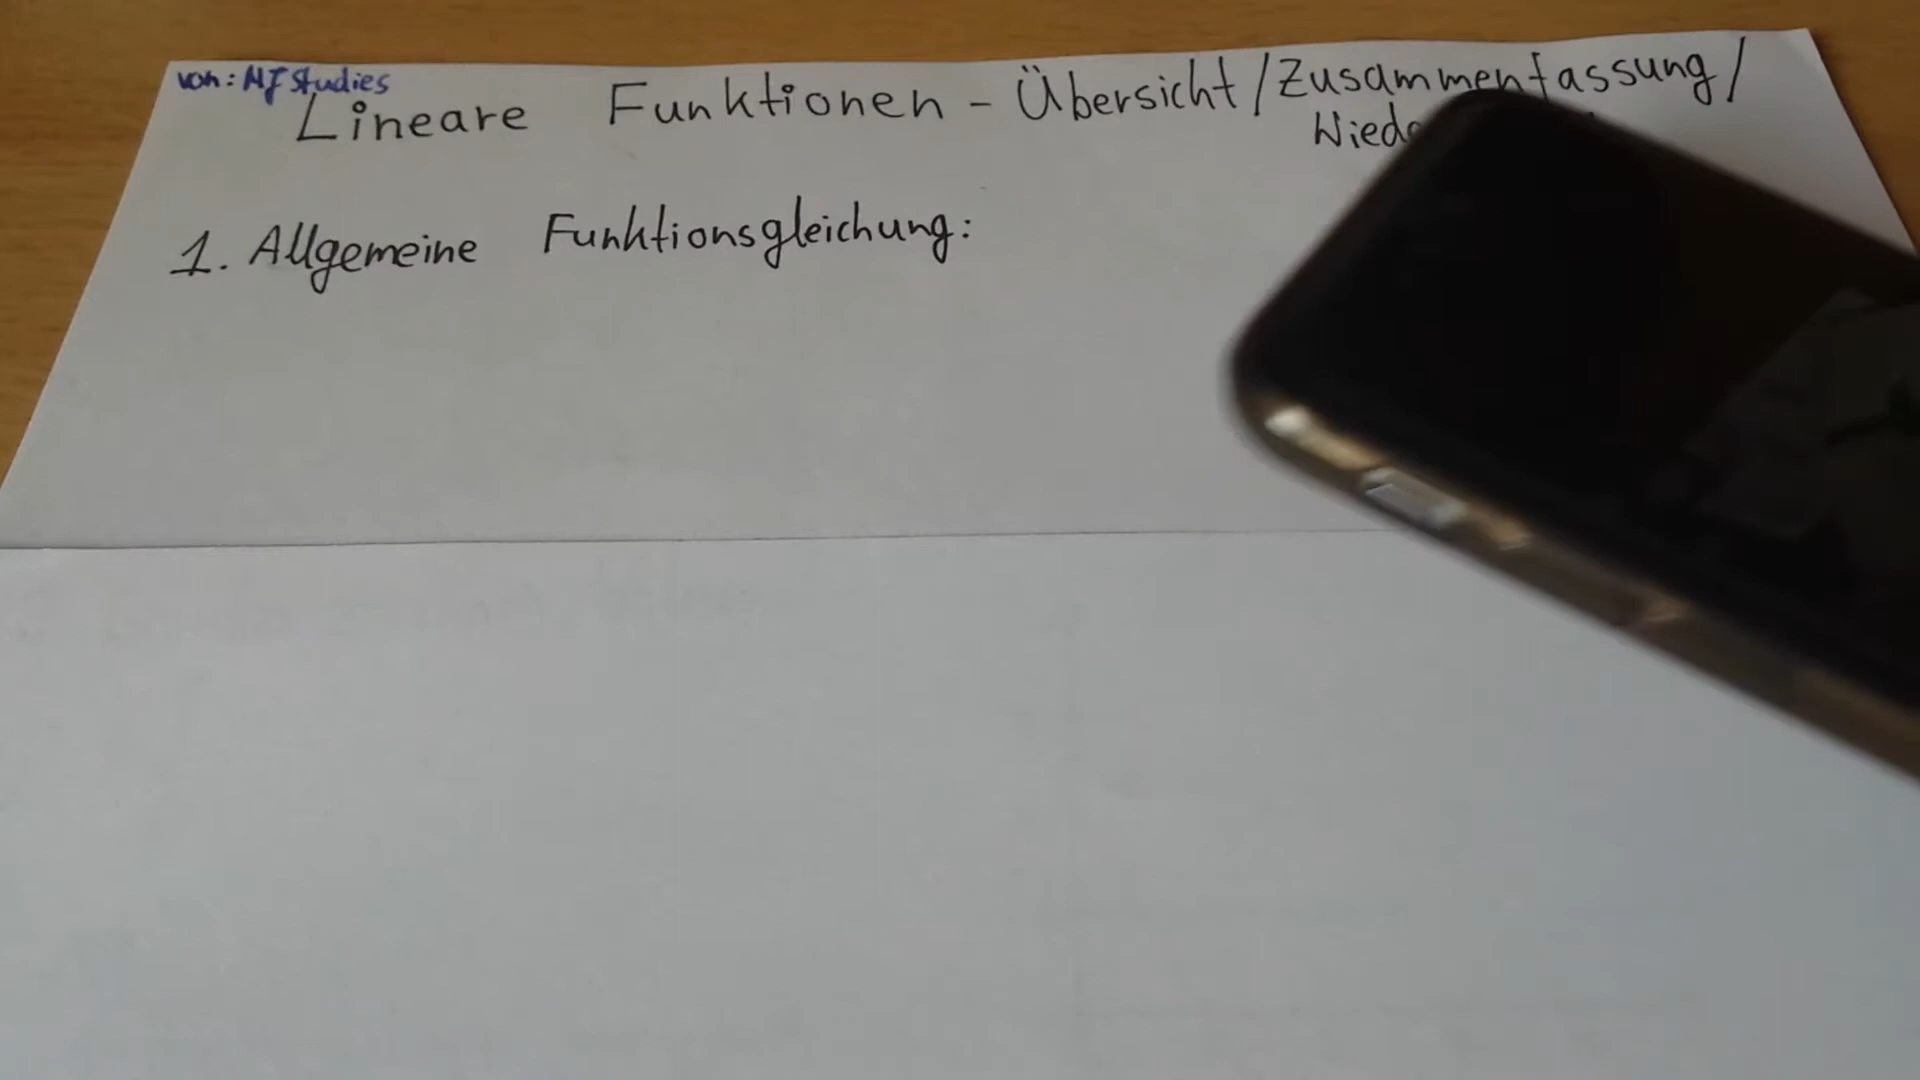 von: MJ Studies
Lineare Funktionen - Übersicht/Zusammenfassung/
1. Allgemeine Funktionsgleichung: